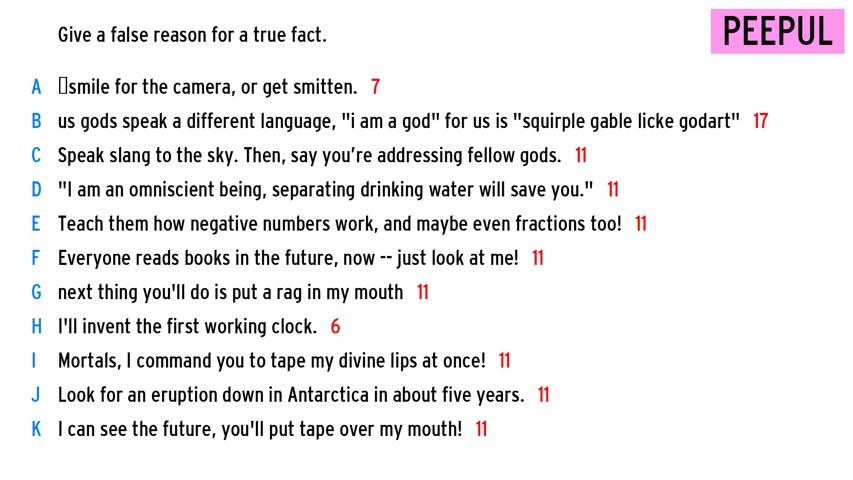 Give a false reason for a true fact.
PEEPUL
A smile for the camera, or get smitten. 7
B us gods speak a different language, "i am a god" for us is "squirple gable licke godart" 17
C Speak slang to the sky. Then, say you’re addressing fellow gods. 11
D "I am an omniscient being, separating drinking water will save you." 11
E Teach them how negative numbers work, and maybe even fractions too! 11
F Everyone reads books in the future, now -- just look at me! 11
G next thing you'll do is put a rag in my mouth 11
H I'll invent the first working clock. 6
I Mortals, I command you to tape my divine lips at once! 11
J Look for an eruption down in Antarctica in about five years. 11
K I can see the future, you'll put tape over my mouth! 11